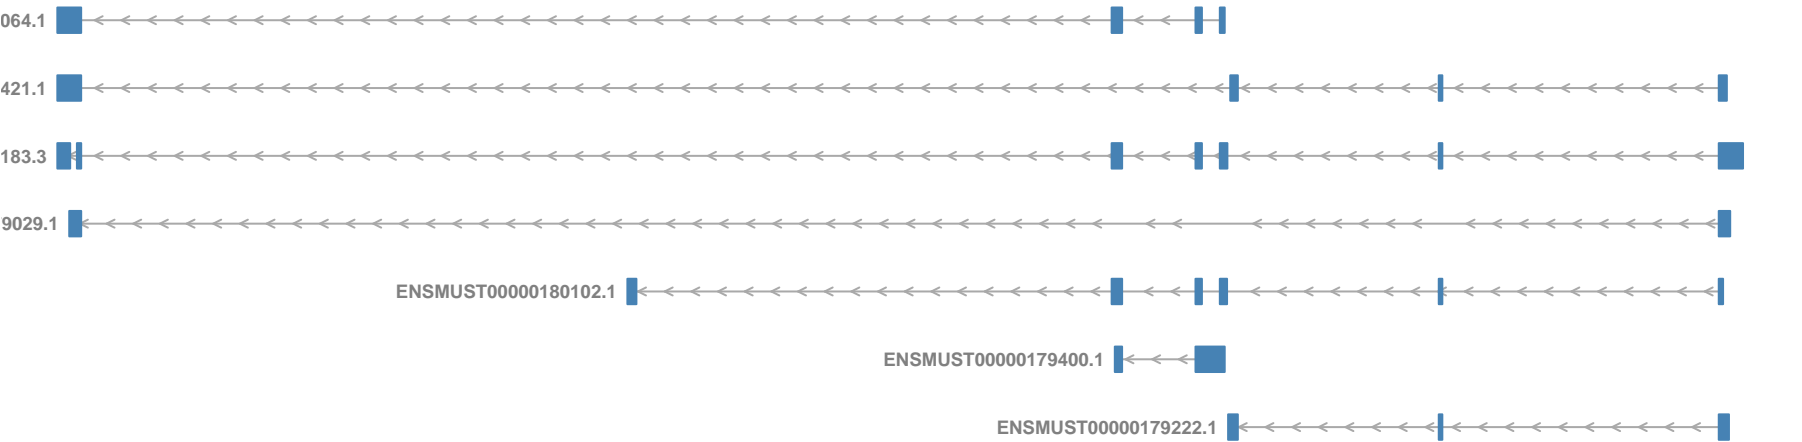 064.1
421.1
183.3
9029.1
ENSMUST00000180102.1
ENSMUST00000179400.1
ENSMUST00000179222.1